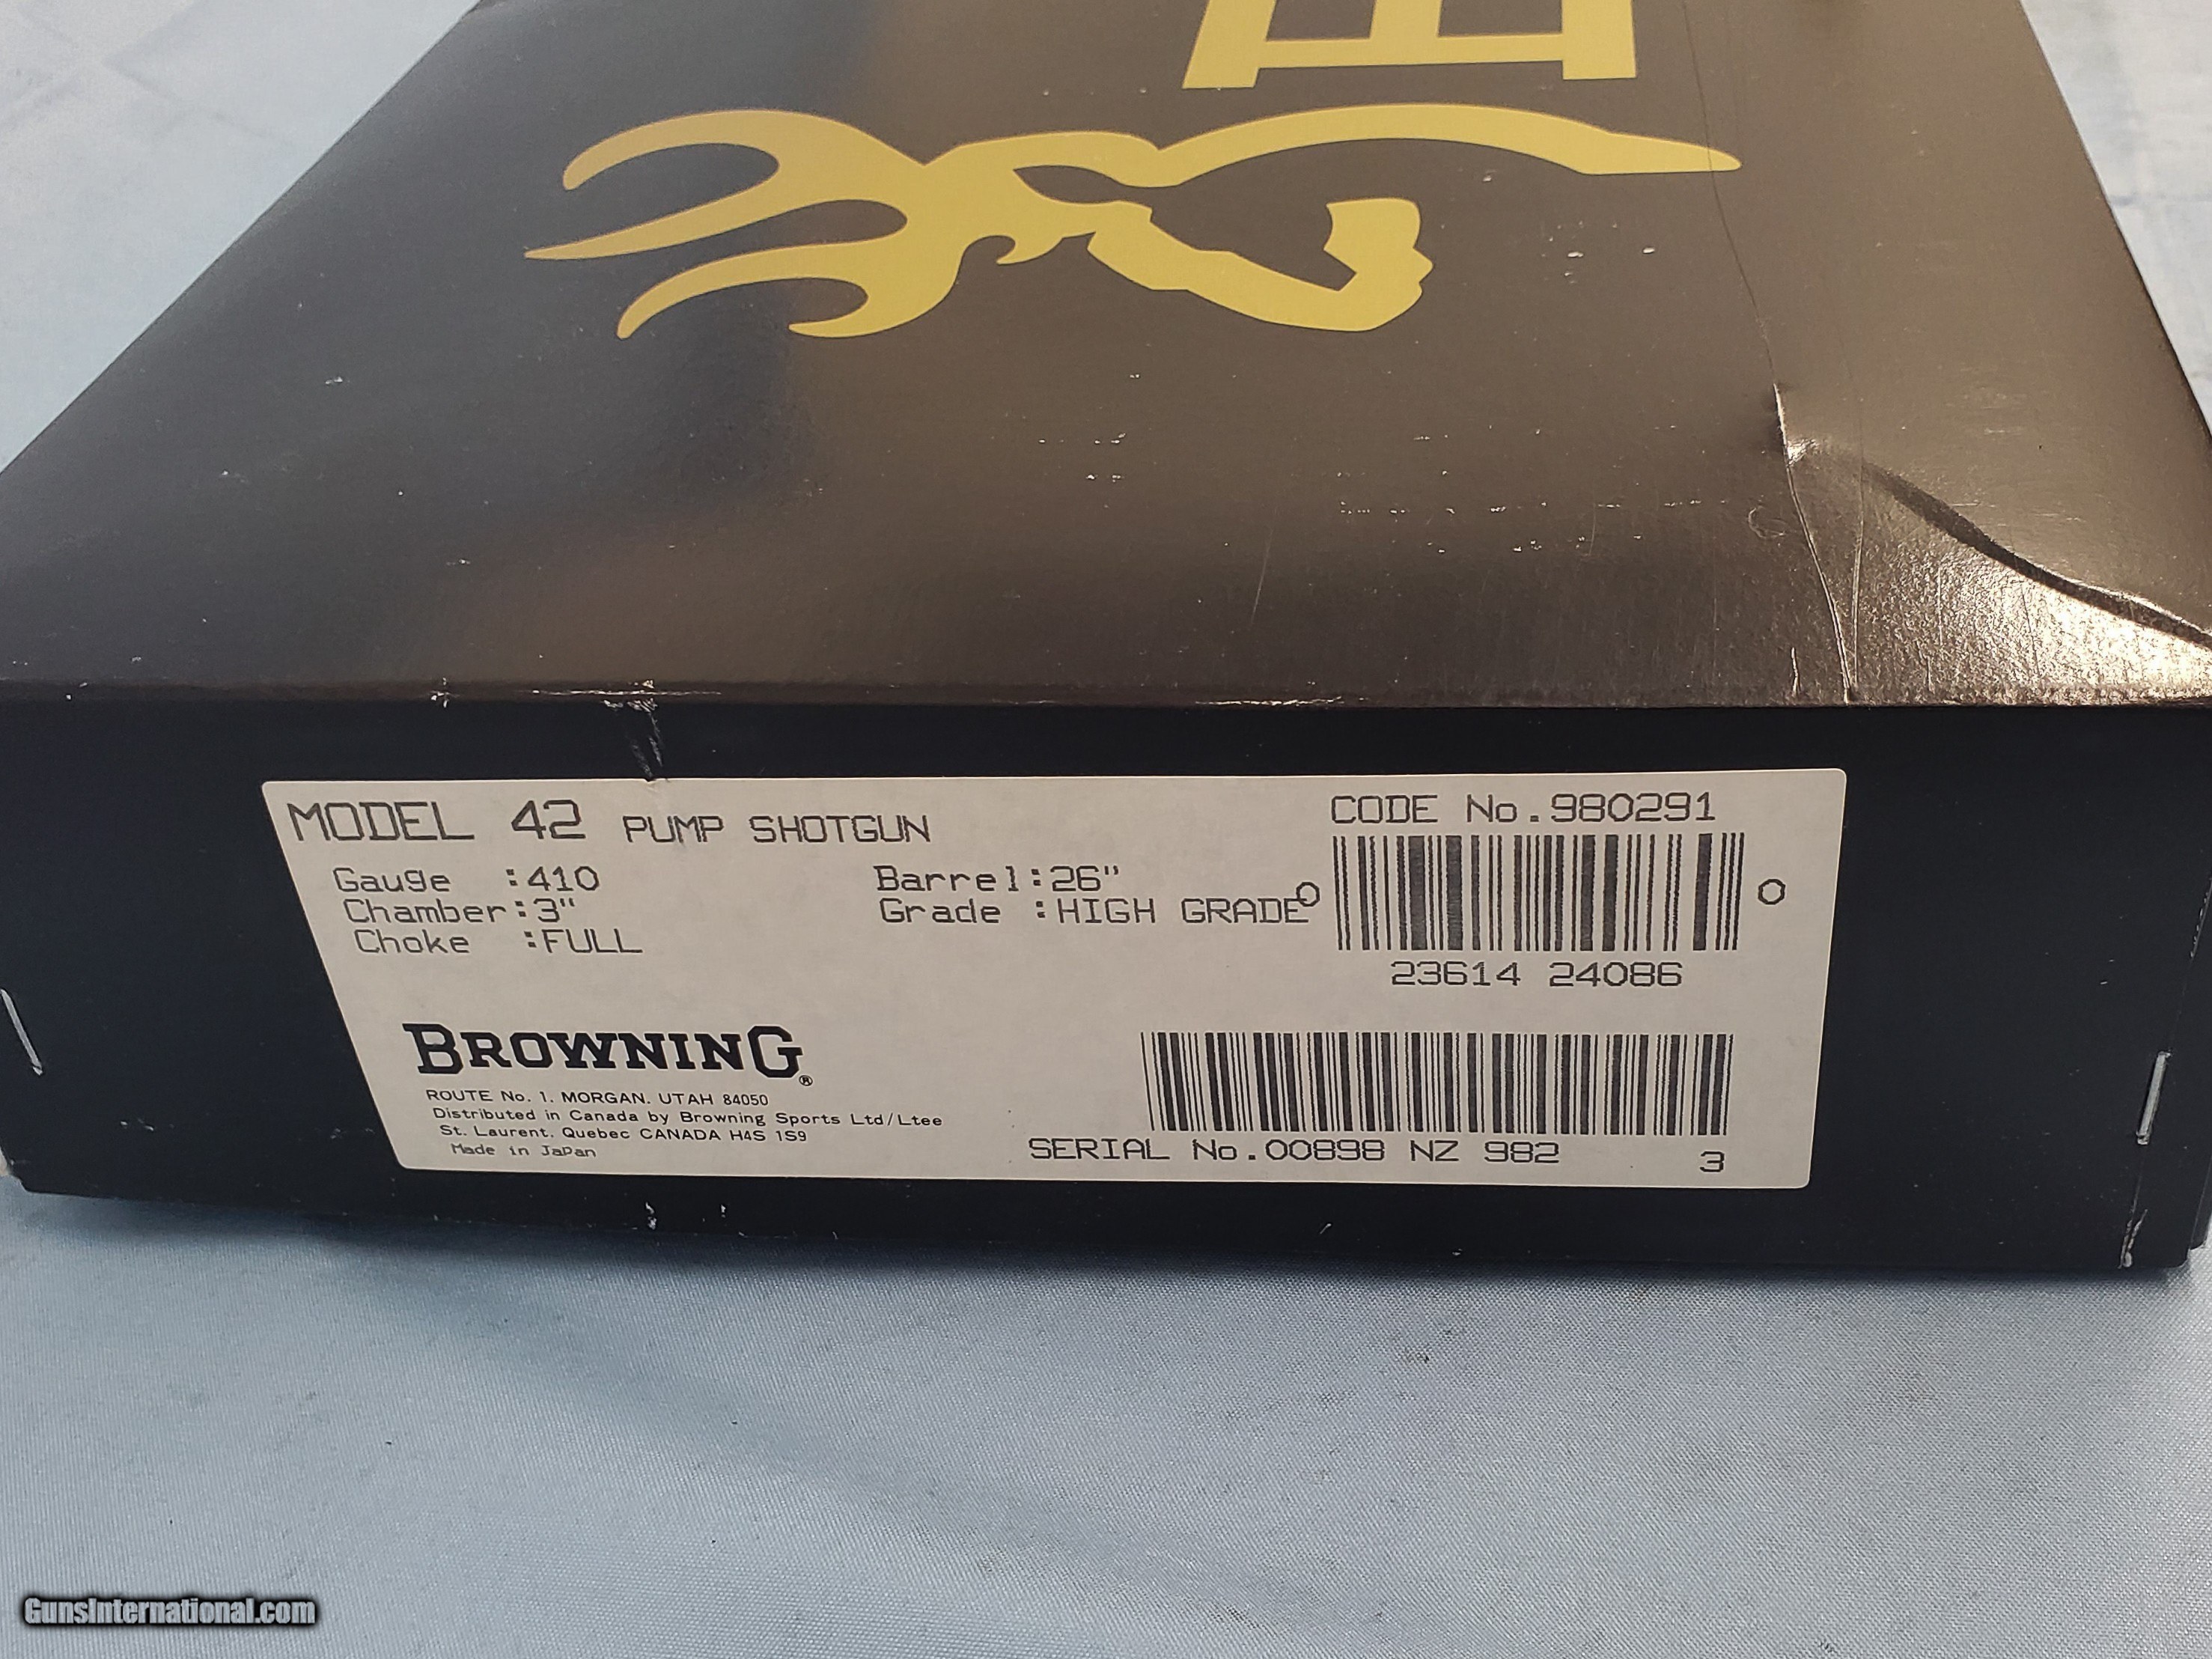 MODEL 42 PUMP SHOTGUN
Gauge :410
Chamber:3"
Choke :FULL
Barrel:26"
Grade :HIGH GRADE
CODE No.980291
0 0
23614 24086
BROWNING®
ROUTE No. 1, MORGAN, UTAH 84050
Distributed in Canada by Browning Sports Ltd/Ltee
St. Laurent, Quebec CANADA H4S 1S9
Made in Japan
SERIAL No.00898 NZ 982 3
GunsInternational.com